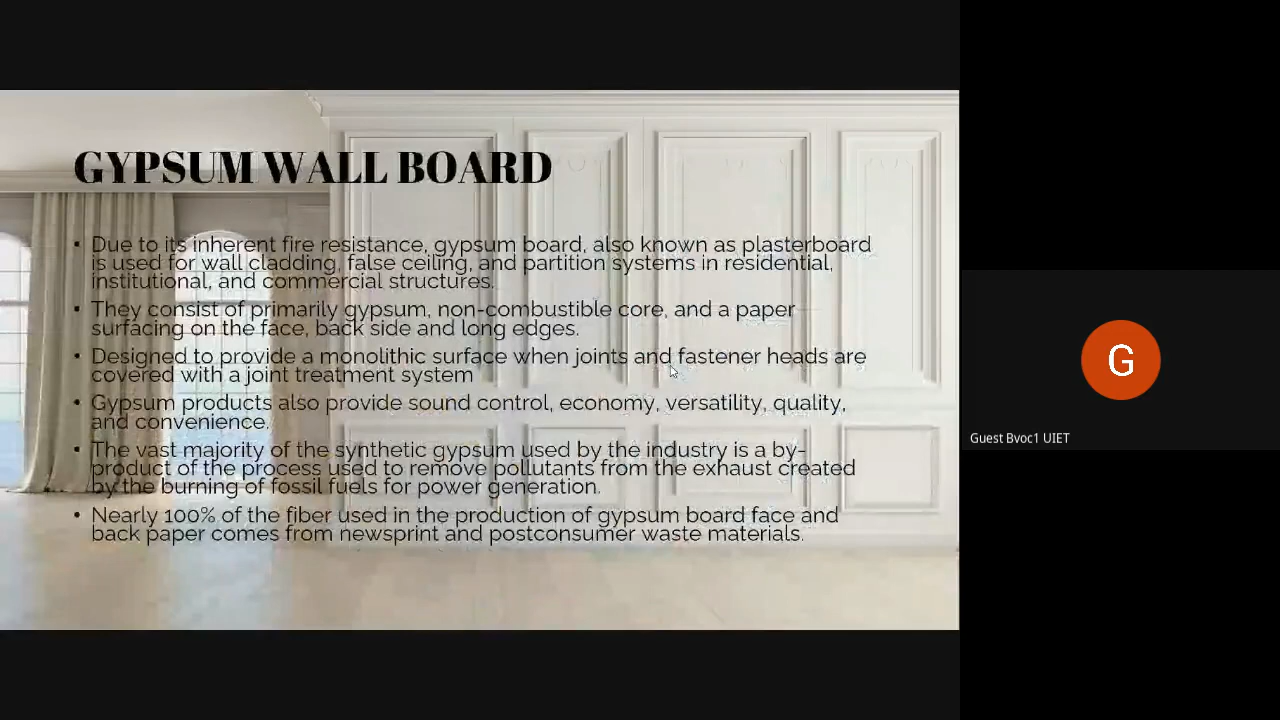 GYPSUM WALL BOARD
• Due to its inherent fire resistance, gypsum board, also known as plasterboard
is used for wall cladding, false ceiling, and partition systems in residential,
institutional, and commercial structures.
• They consist of primarily gypsum, non-combustible core, and a paper
surfacing on the face, back side and long edges.
• Designed to provide a monolithic surface when joints and fastener heads are
covered with a joint treatment system
• Gypsum products also provide sound control, economy, versatility, quality,
and convenience.
• The vast majority of the synthetic gypsum used by the industry is a by-
product of the process used to remove pollutants from the exhaust created
by the burning of fossil fuels for power generation.
• Nearly 100% of the fiber used in the production of gypsum board face and
back paper comes from newsprint and postconsumer waste materials.
G
Guest Bvoc1 UIET